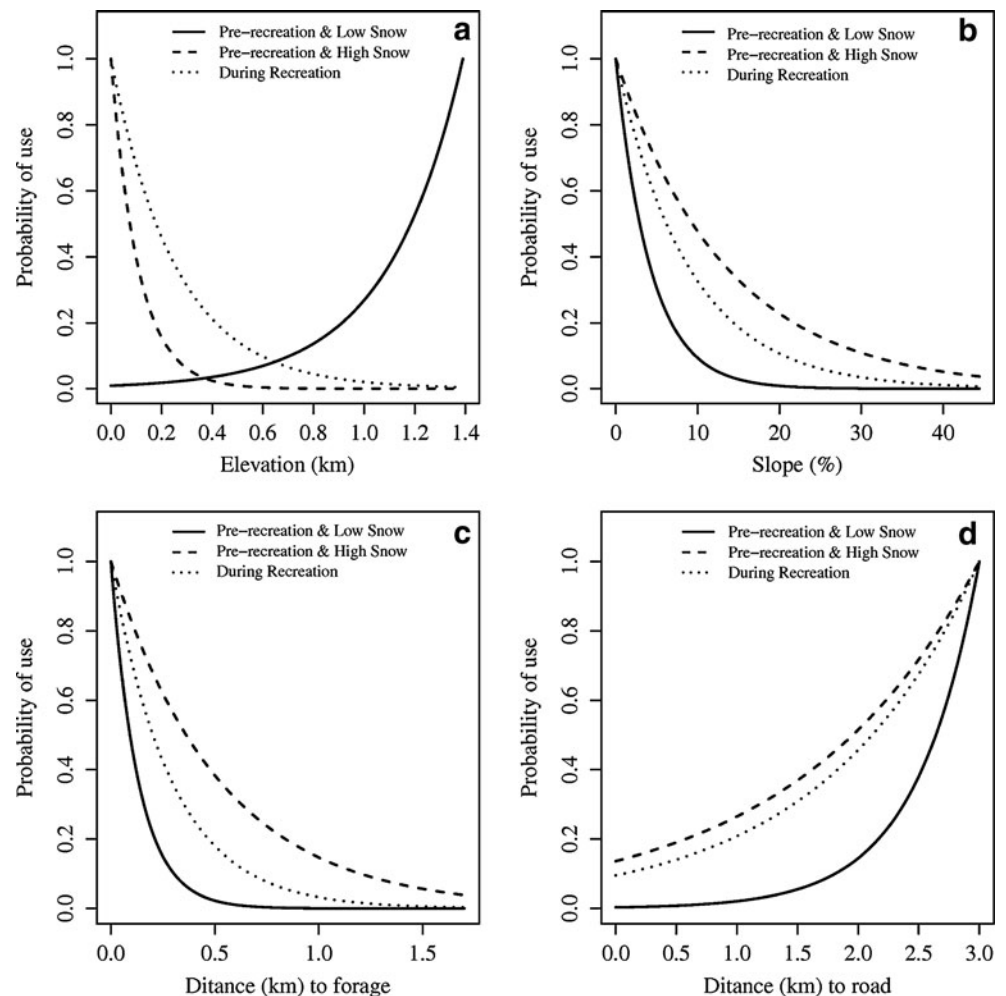 a
Pre−recreation & Low Snow
Pre−recreation & High Snow
During Recreation
Probability of use
0.0 0.2 0.4 0.6 0.8 1.0
0.0 0.2 0.4 0.6 0.8 1.0 1.2 1.4
Elevation (km)
b
Pre−recreation & Low Snow
Pre−recreation & High Snow
During Recreation
Probability of use
0.0 0.2 0.4 0.6 0.8 1.0
0 10 20 30 40
Slope (%)
c
Pre−recreation & Low Snow
Pre−recreation & High Snow
During Recreation
Probability of use
0.0 0.2 0.4 0.6 0.8 1.0
0.0 0.5 1.0 1.5
Ditance (km) to forage
d
Pre−recreation & Low Snow
Pre−recreation & High Snow
During Recreation
Probability of use
0.0 0.2 0.4 0.6 0.8 1.0
0.0 0.5 1.0 1.5 2.0 2.5 3.0
Ditance (km) to road